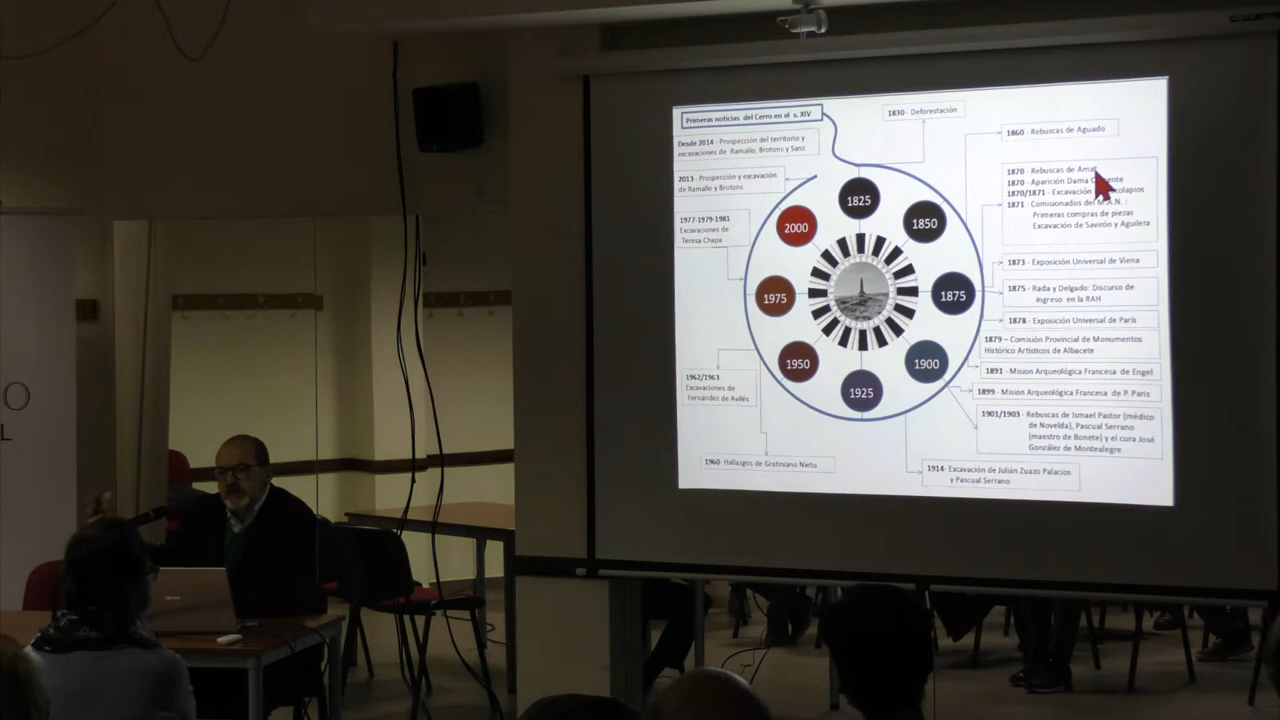 Primeras noticias del Cerro en el s. XIV
1830 - Deforestación
Desde 2014 - Prospección del territorio y
excavaciones de Ramallo, Brotons y Sanz
2013 - Prospección y excavación
de Ramallo y Brotons
1977-1979-1981
Excavaciones de
Teresa Chapa
1962/1963
Excavaciones de
Fernández de Avilés
1960- Hallazgos de Gratiniano Nieto
1825
1850
1875
1900
1925
1950
1975
2000
1860 - Rebuscas de Aguado
1870 - Rebuscas de Amat
1870 - Aparición Dama
1870/1871 - Excavación
1871 - Comisionados del M.A.N. :
Primeras compras de piezas
Excavación de Savirón y Aguilera
1873 - Exposición Universal de Viena
1875 - Rada y Delgado: Discurso de
ingreso en la RAH
1878 - Exposición Universal de París
1879 – Comisión Provincial de Monumentos
Histórico Artísticos de Albacete
1891 - Mision Arqueológica Francesa de Engel
1899 - Mision Arqueológica Francesa de P. Paris
1901/1903 - Rebuscas de Ismael Pastor (médico
de Novelda), Pascual Serrano
(maestro de Bonete) y el cura José
González de Montealegre
1914- Excavación de Julián Zuazo Palacios
y Pascual Serrano
O
L